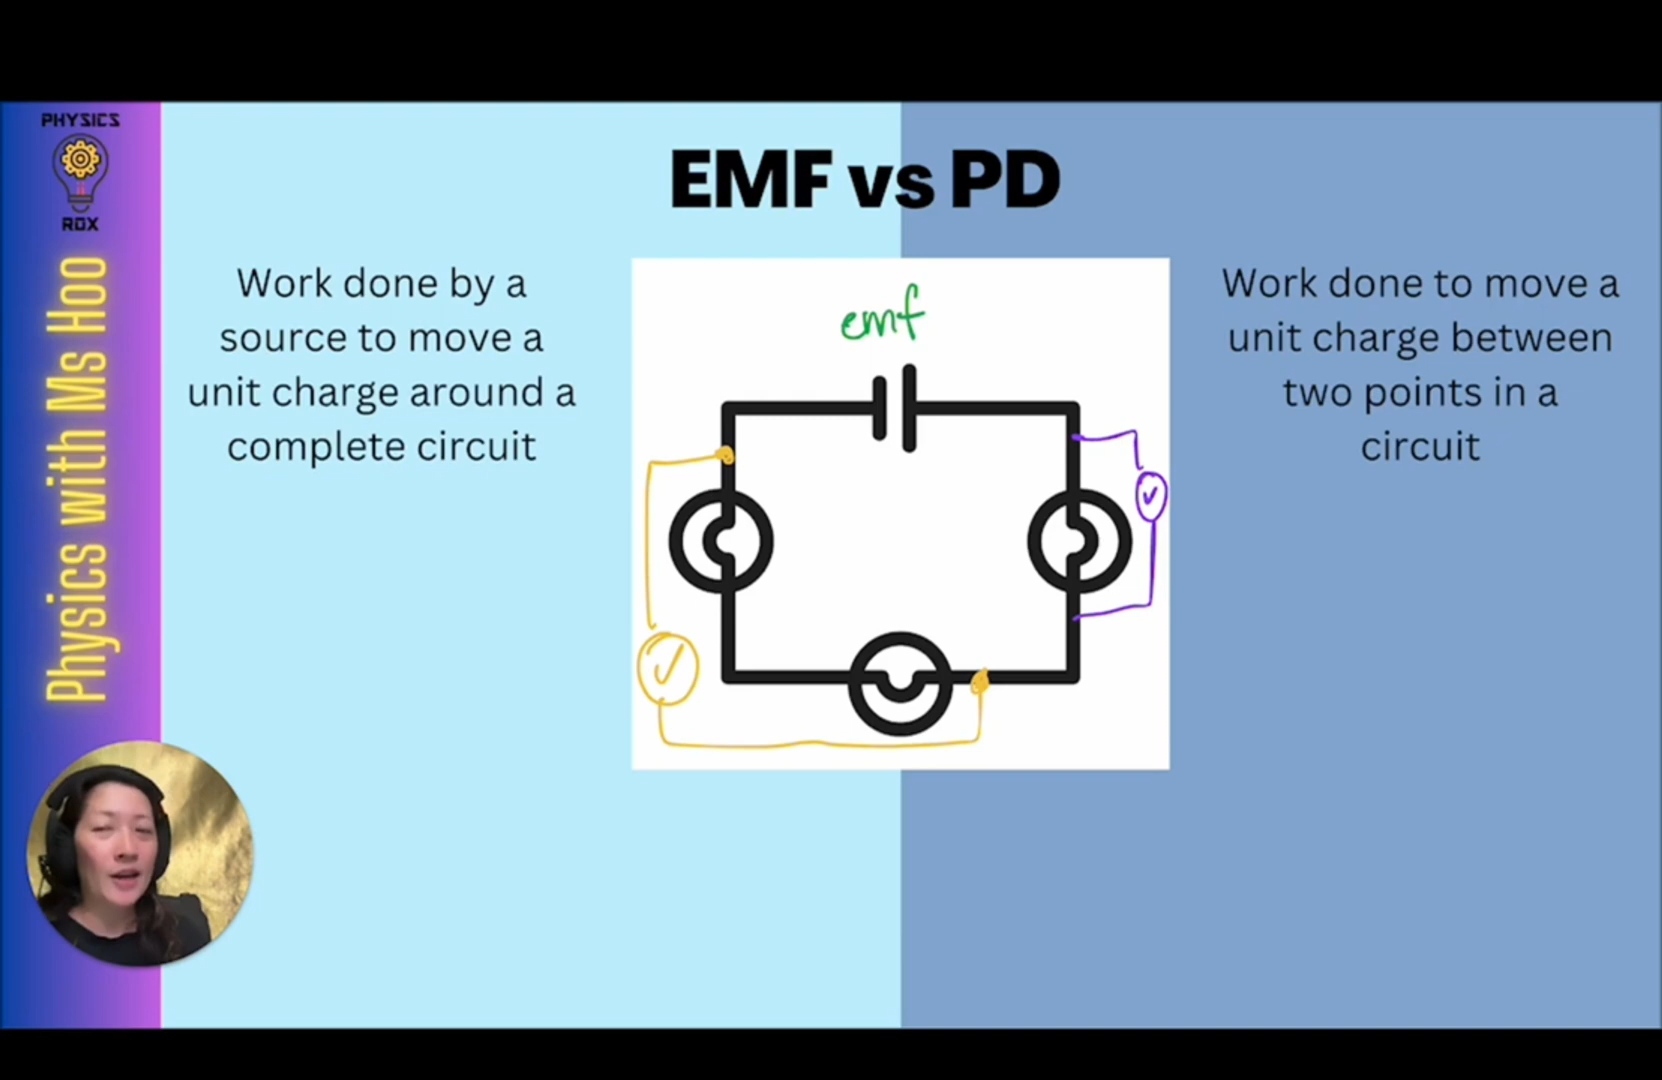 PHYSICS
ROX
Physics with Ms Hoo
EMF vs PD
Work done by a
source to move a
unit charge around a
complete circuit
emf
V
V
Work done to move a
unit charge between
two points in a
circuit